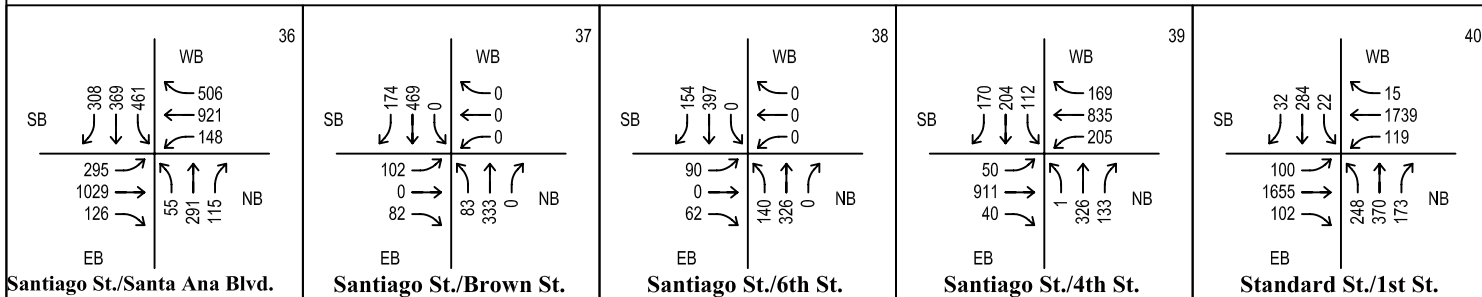 36
WB
308 369 461
506
921
148
SB
295
1029
126
55 291 115
NB
EB
Santiago St./Santa Ana Blvd.
37
WB
174 469 0
0
0
0
SB
102
0
82
83 333 0
NB
EB
Santiago St./Brown St.
38
WB
154 397 0
0
0
0
SB
90
0
62
140 326 0
NB
EB
Santiago St./6th St.
39
WB
170 204 112
169
835
205
SB
50
911
40
1 326 133
NB
EB
Santiago St./4th St.
40
WB
32 284 22
15
1739
119
SB
100
1655
102
248 370 173
NB
EB
Standard St./1st St.